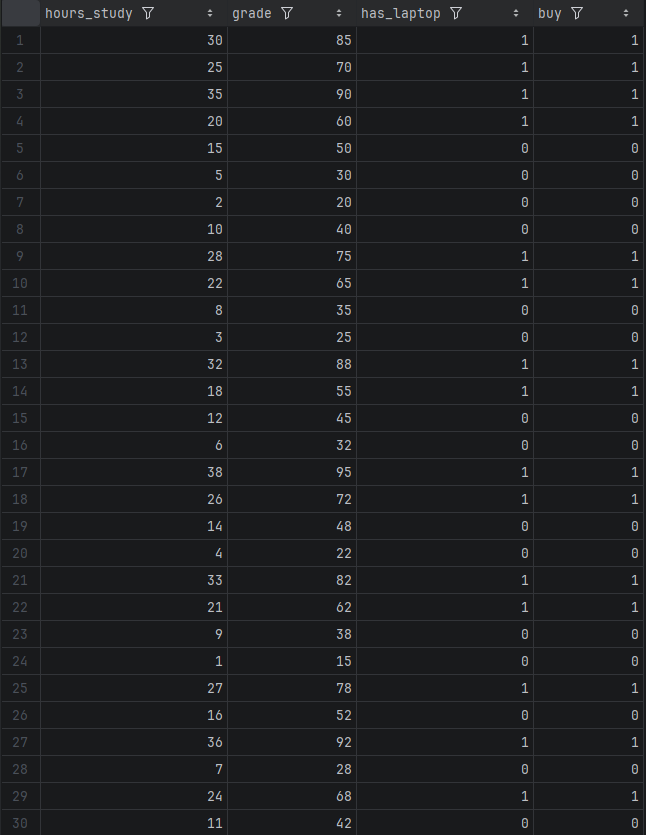 hours_study grade has_laptop buy
1 30 85 1 1
2 25 70 1 1
3 35 90 1 1
4 20 60 1 1
5 15 50 0 0
6 5 30 0 0
7 2 20 0 0
8 10 40 0 0
9 28 75 1 1
10 22 65 1 1
11 8 35 0 0
12 3 25 0 0
13 32 88 1 1
14 18 55 1 1
15 12 45 0 0
16 6 32 0 0
17 38 95 1 1
18 26 72 1 1
19 14 48 0 0
20 4 22 0 0
21 33 82 1 1
22 21 62 1 1
23 9 38 0 0
24 1 15 0 0
25 27 78 1 1
26 16 52 0 0
27 36 92 1 1
28 7 28 0 0
29 24 68 1 1
30 11 42 0 0